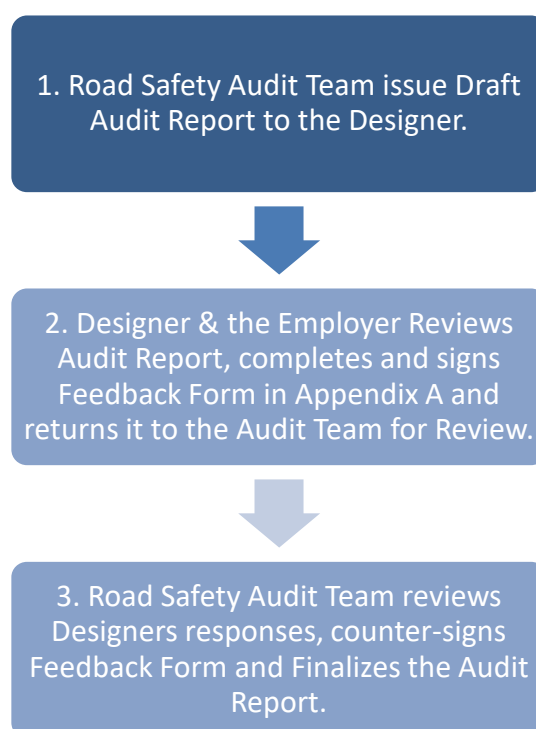 1. Road Safety Audit Team issue Draft
Audit Report to the Designer.
2. Designer & the Employer Reviews
Audit Report, completes and signs
Feedback Form in Appendix A and
returns it to the Audit Team for Review.
3. Road Safety Audit Team reviews
Designers responses, counter-signs
Feedback Form and Finalizes the Audit
Report.